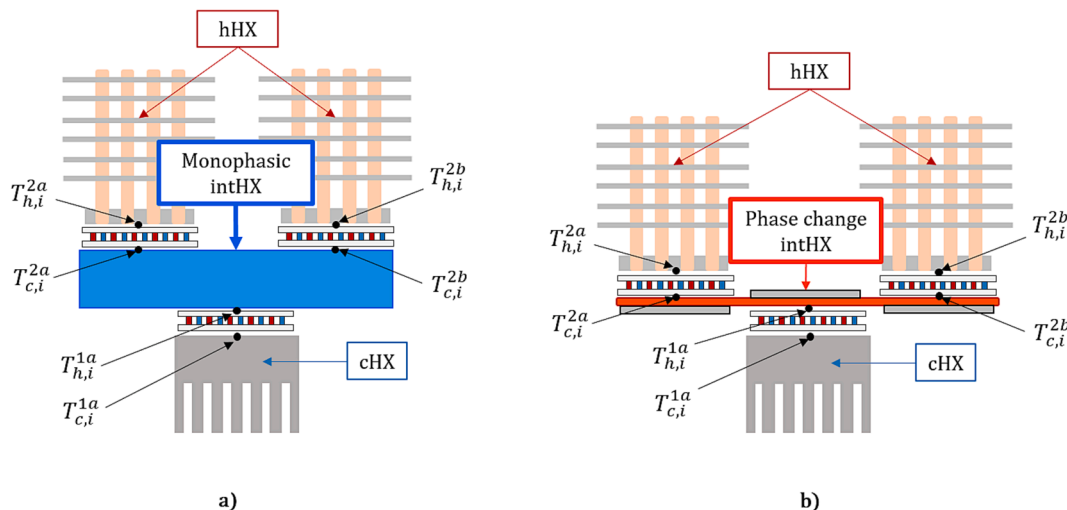 hHX
Monophasic
intHX
T_{h,i}^{2a}
T_{h,i}^{2b}
T_{c,i}^{2a}
T_{c,i}^{2b}
T_{h,i}^{1a}
T_{c,i}^{1a}
cHX
a)
hHX
Phase change
intHX
T_{h,i}^{2a}
T_{h,i}^{2b}
T_{c,i}^{2a}
T_{c,i}^{2b}
T_{h,i}^{1a}
T_{c,i}^{1a}
cHX
b)